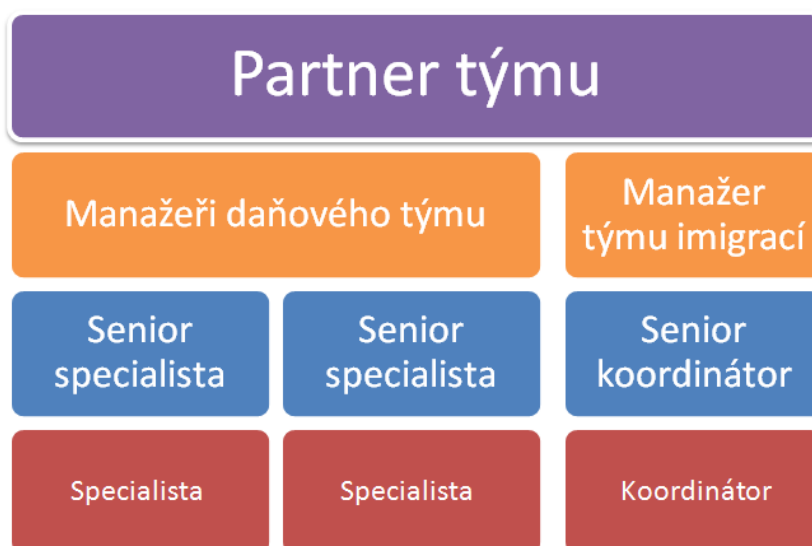 Partner týmu
Manažeři daňového týmu
Manažer
týmu imigrací
Senior
specialista
Senior
specialista
Senior
koordinátor
Specialista
Specialista
Koordinátor